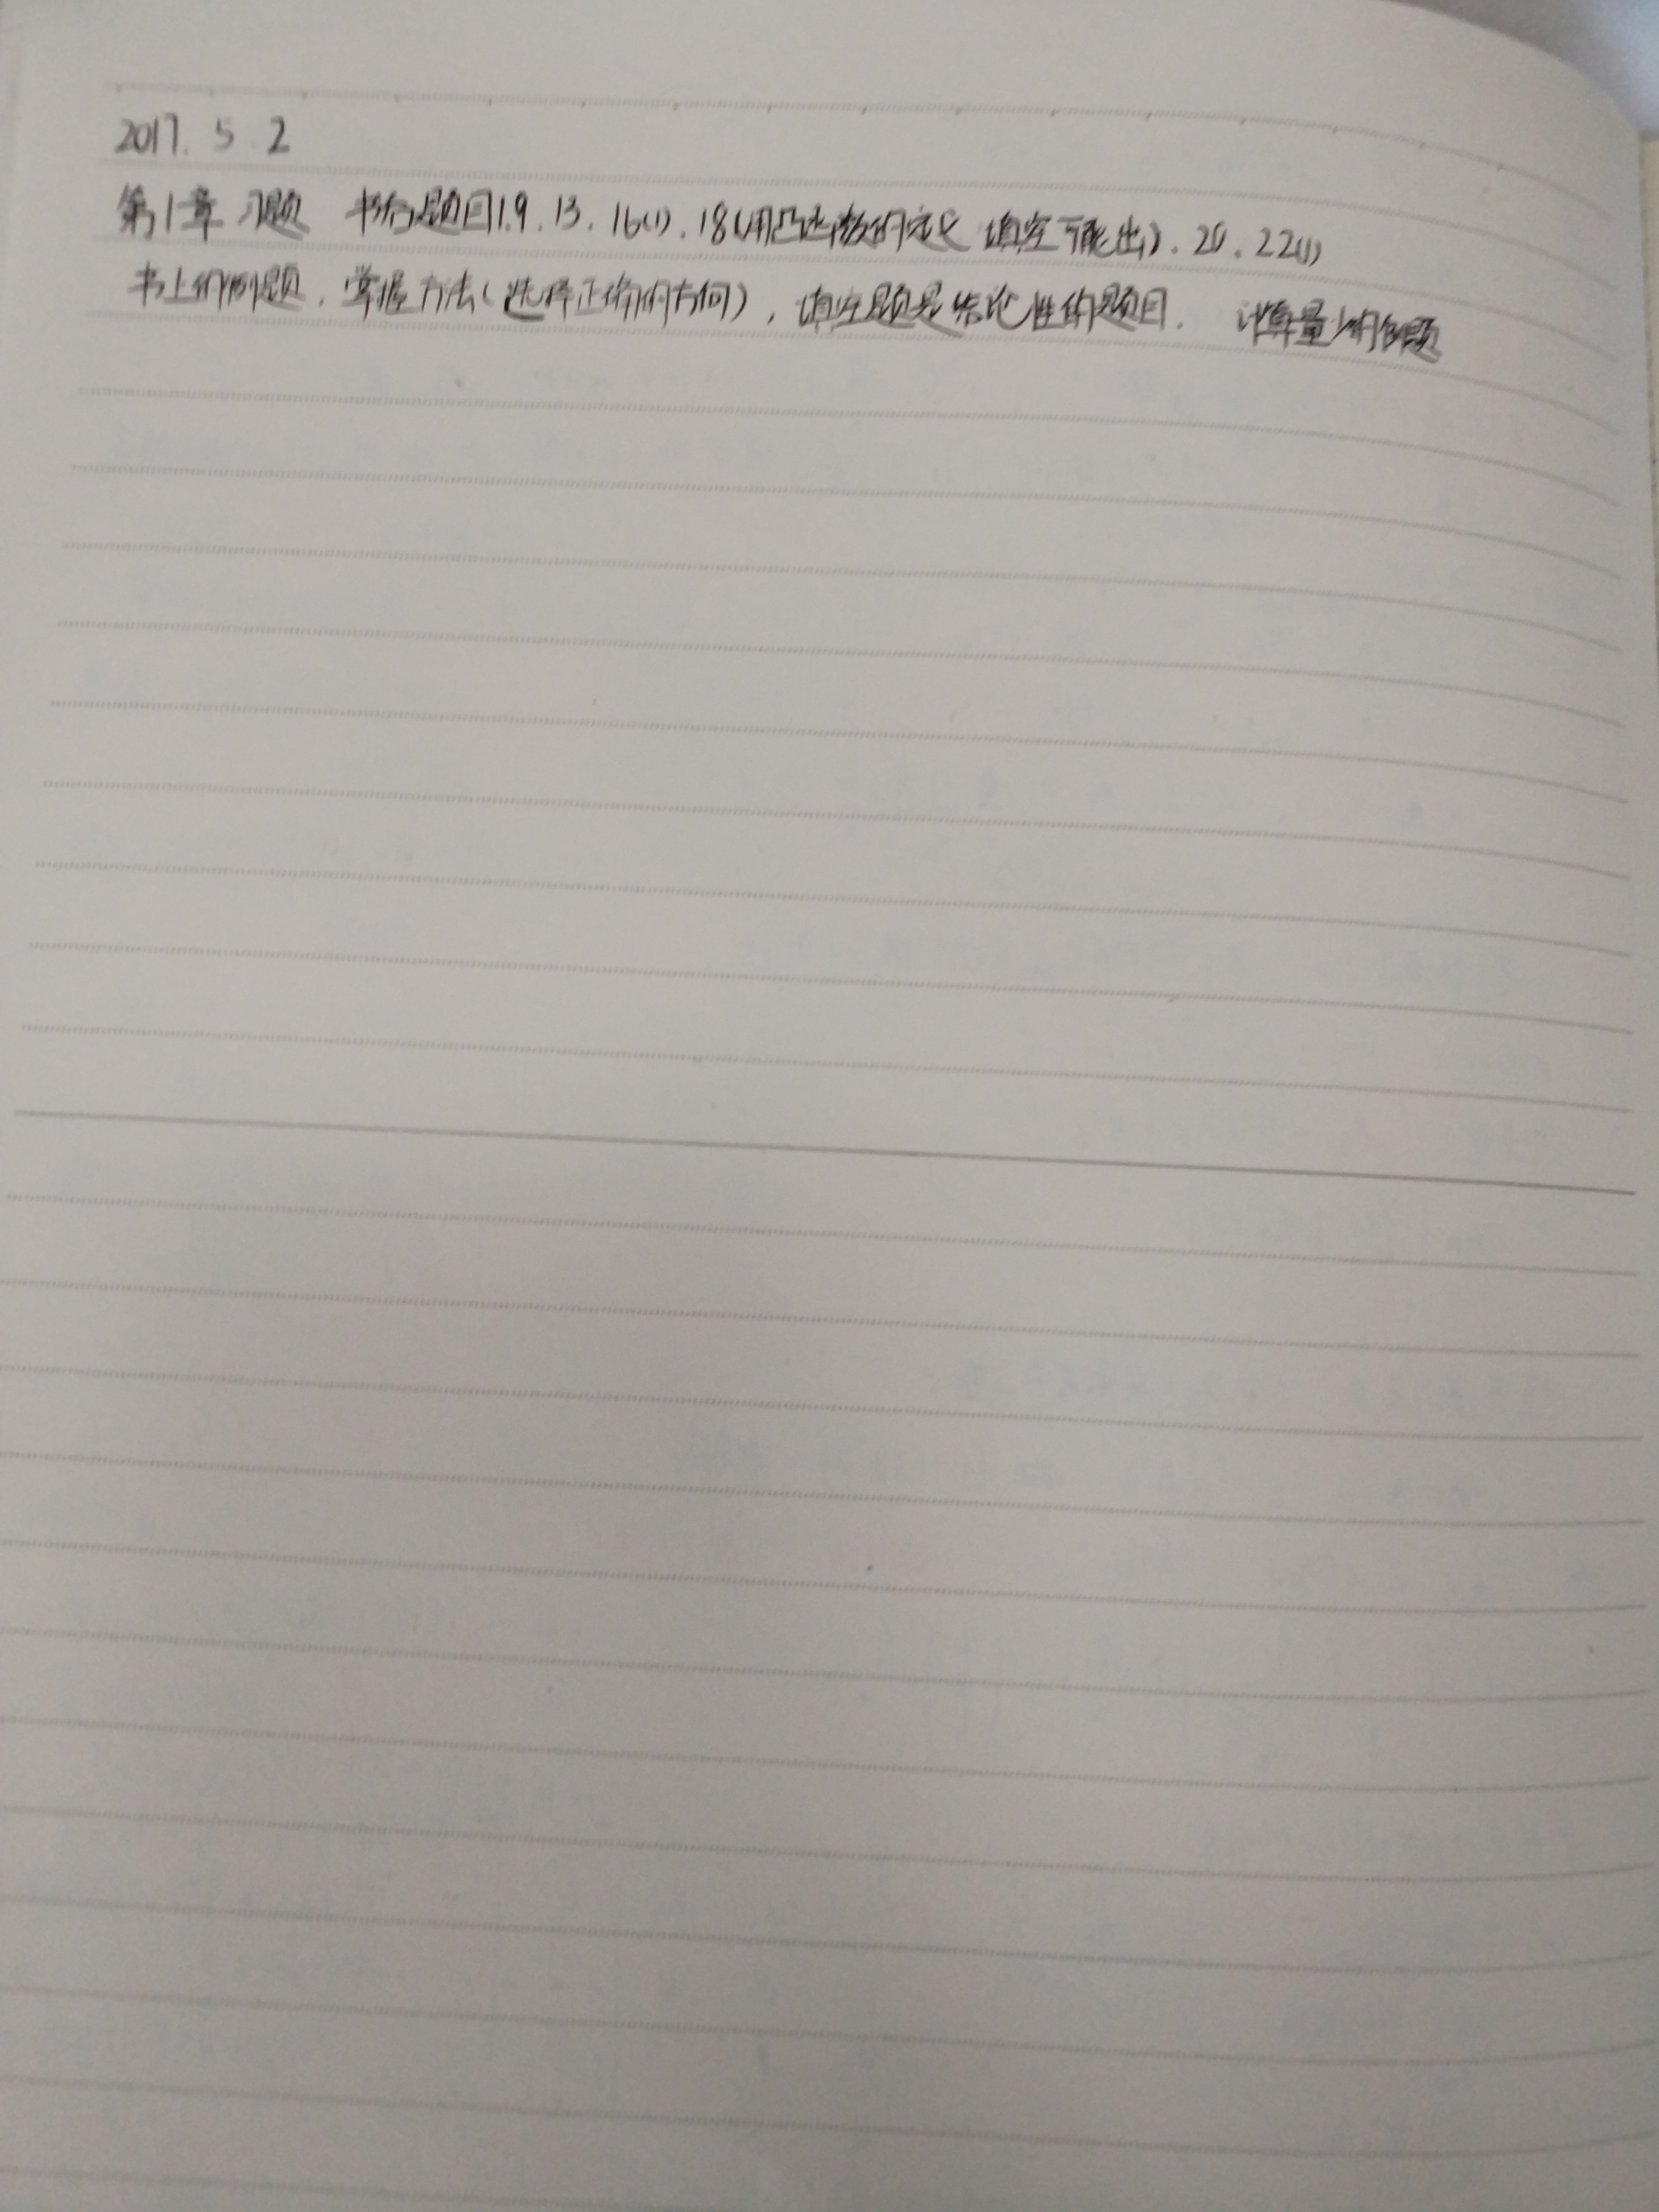 2017. 5 2
第1章 习题 书后题目1.9.13.16(1).18(用凸函数的定义 填空可能出).20.22(1)
书上的例题,掌握方法(选择正确的方向),填空题是结论性的题目. 计算量少的例题